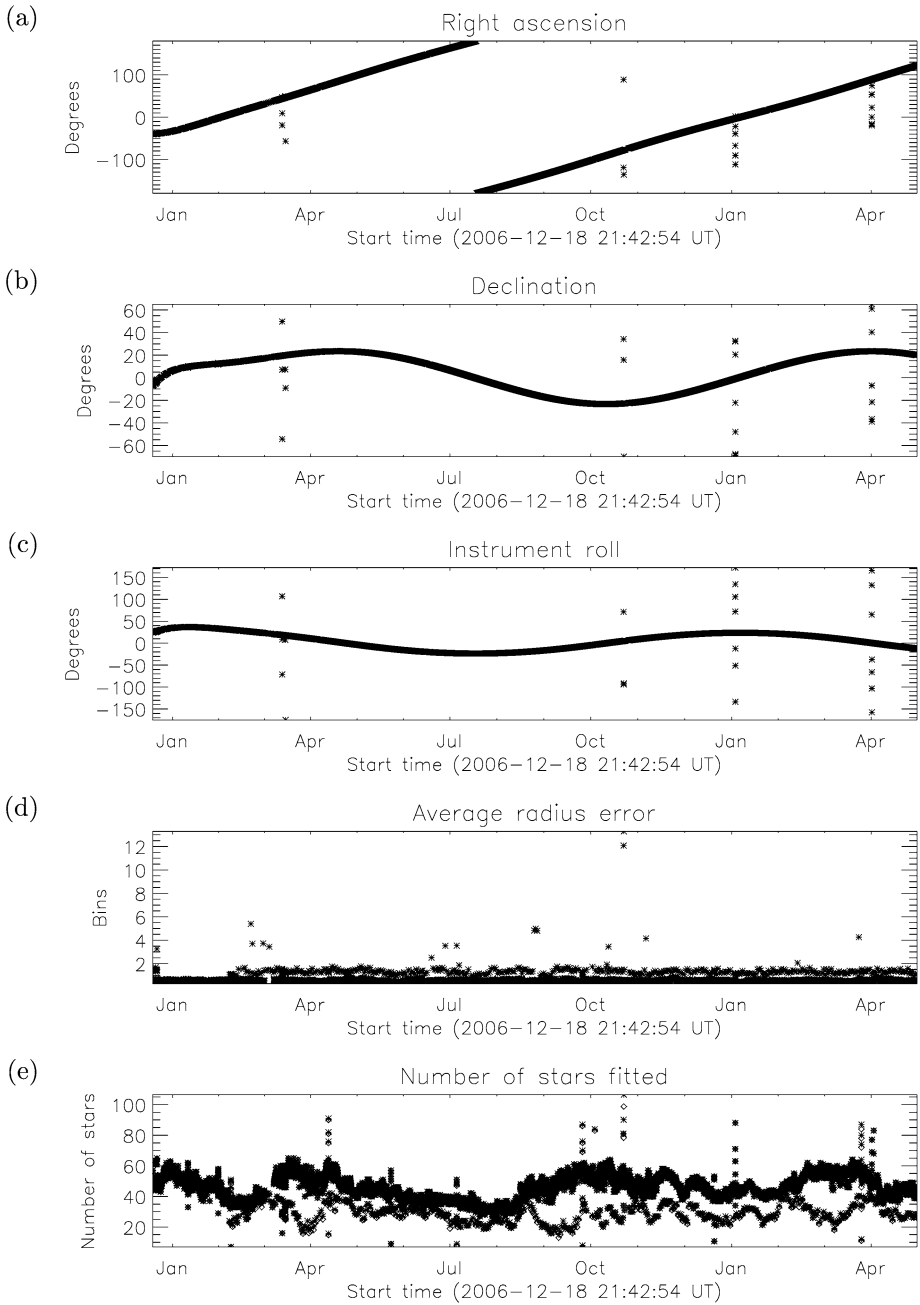 (a)
Right ascension
Degrees
100
0
−100
Jan Apr Jul Oct Jan Apr
Start time (2006−12−18 21:42:54 UT)
(b)
Declination
Degrees
60
40
20
0
−20
−40
−60
Jan Apr Jul Oct Jan Apr
Start time (2006−12−18 21:42:54 UT)
(c)
Instrument roll
Degrees
150
100
50
0
−50
−100
−150
Jan Apr Jul Oct Jan Apr
Start time (2006−12−18 21:42:54 UT)
(d)
Average radius error
Bins
12
10
8
6
4
2
Jan Apr Jul Oct Jan Apr
Start time (2006−12−18 21:42:54 UT)
(e)
Number of stars fitted
Number of stars
100
80
60
40
20
Jan Apr Jul Oct Jan Apr
Start time (2006−12−18 21:42:54 UT)